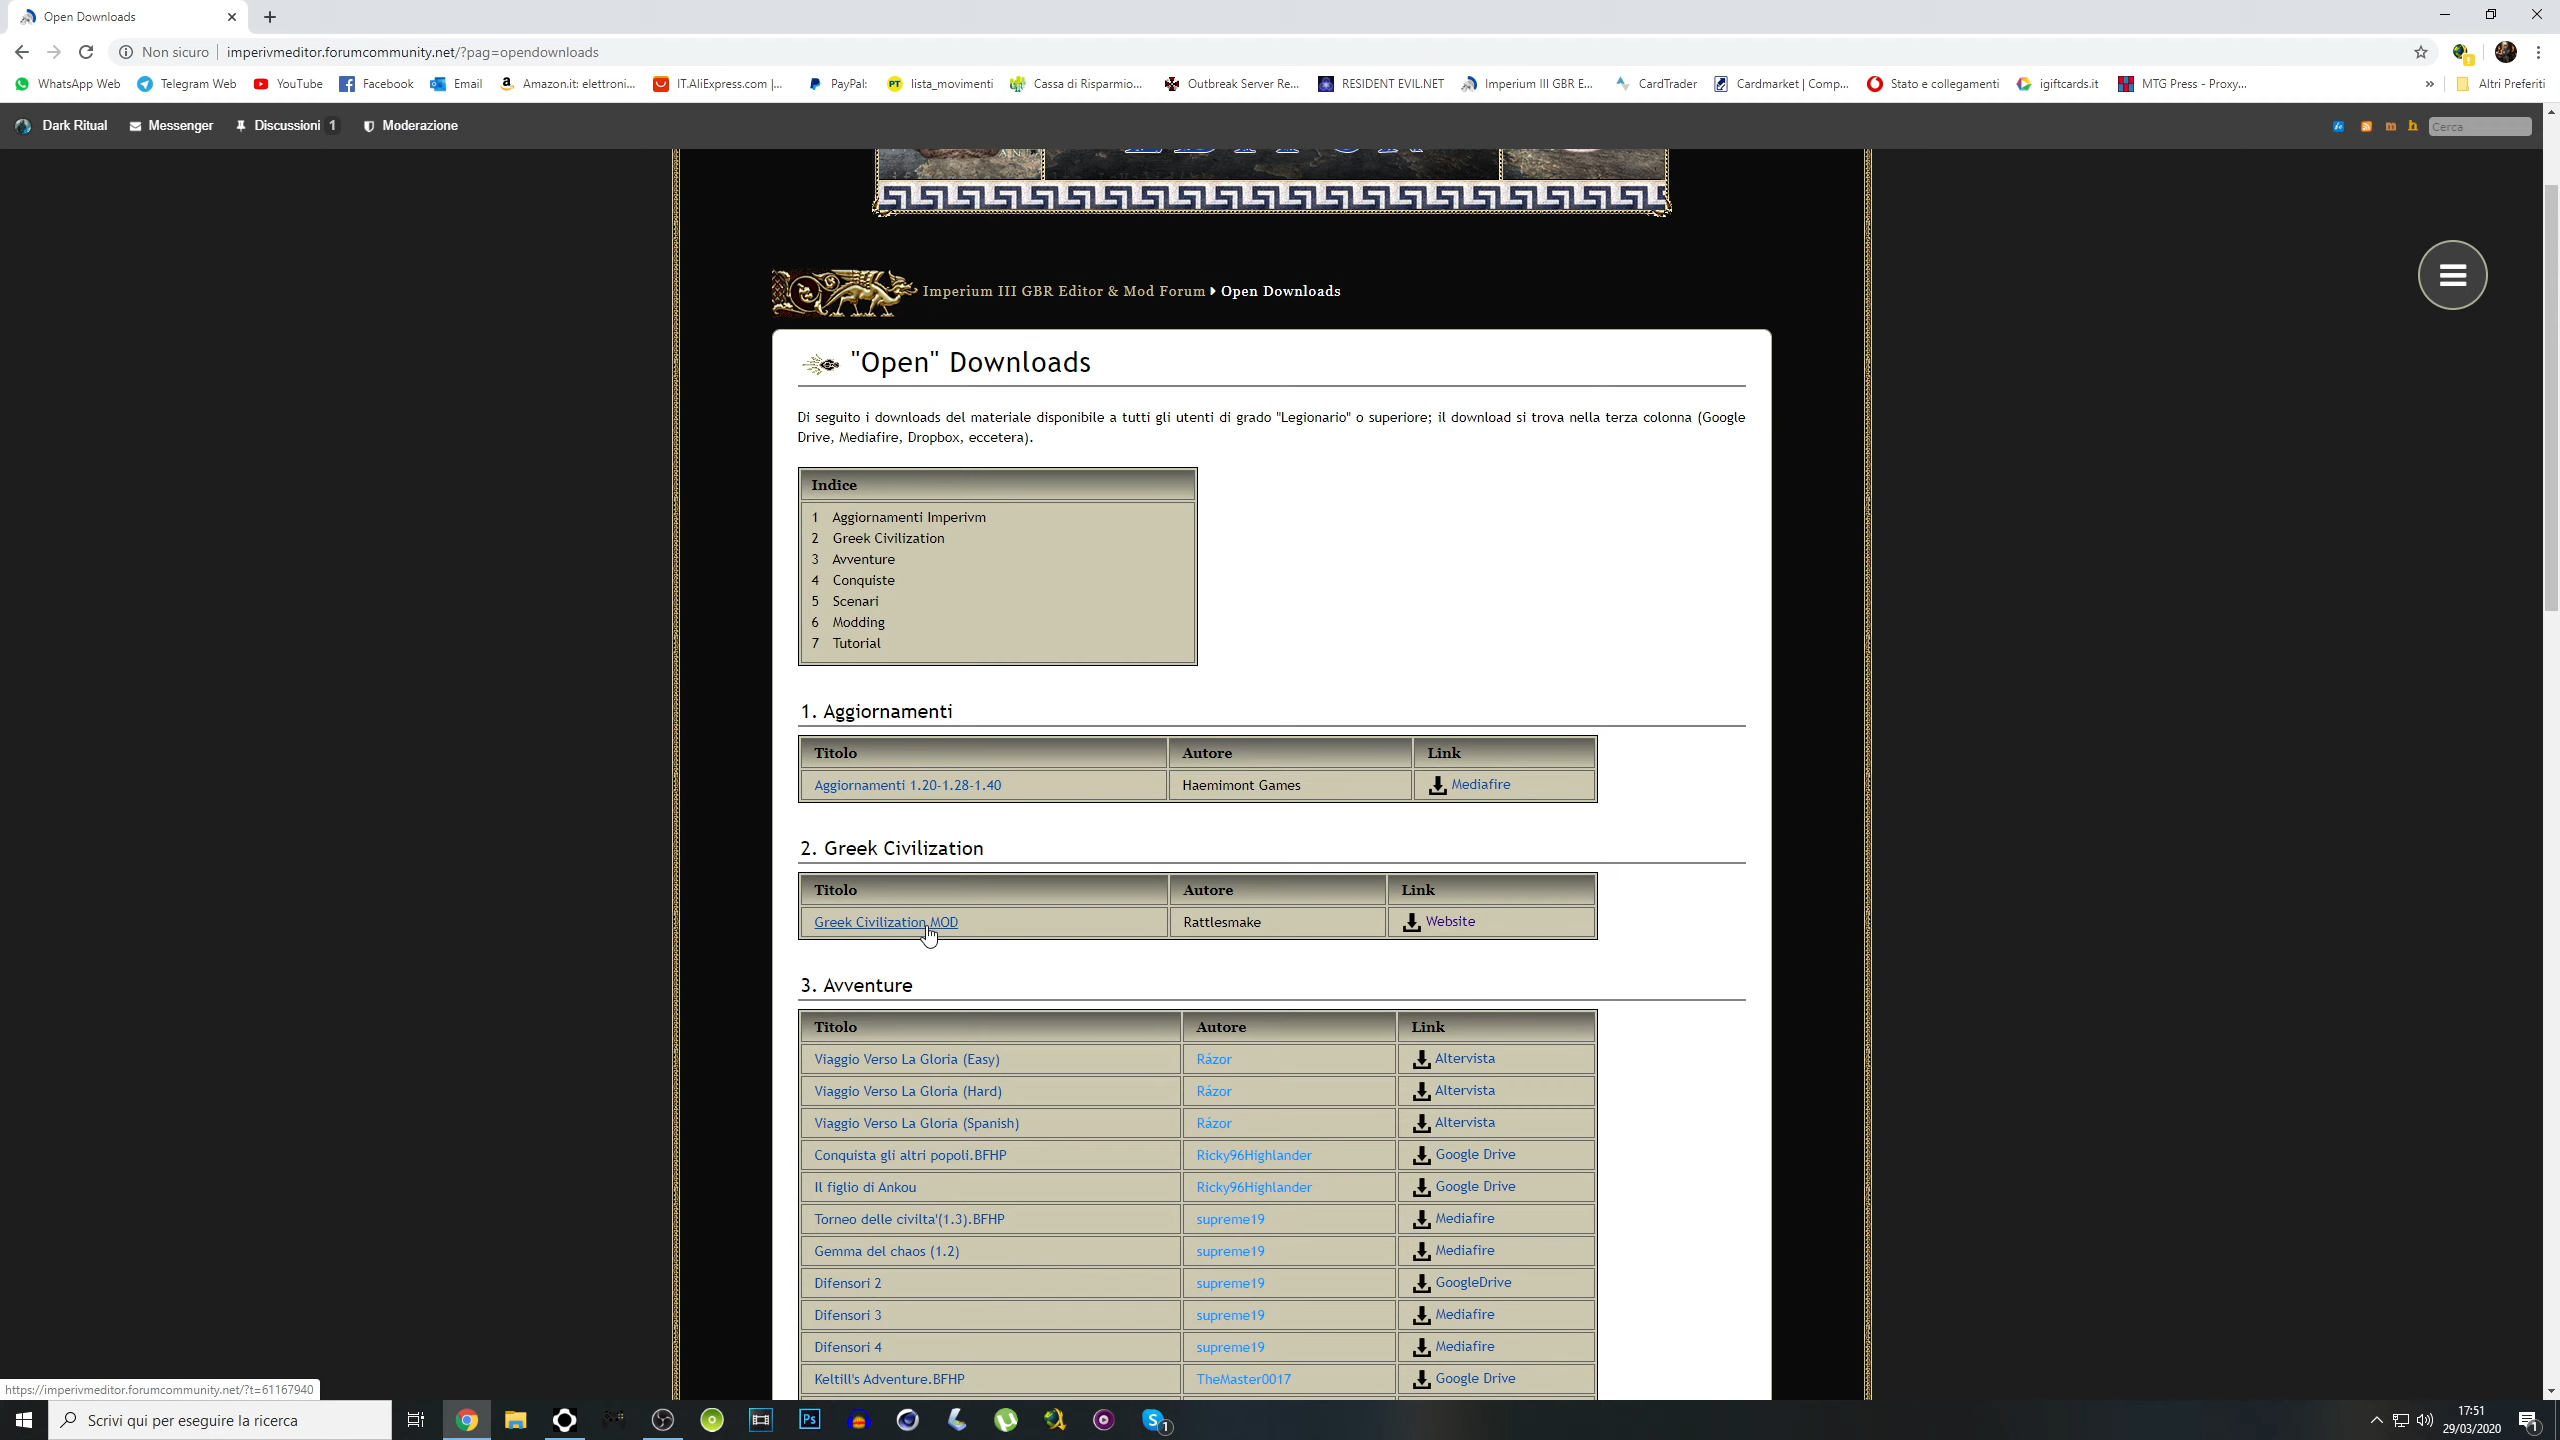 Open Downloads
Non sicuro imperivmeditor.forumcommunity.net/?pag=opendownloads
WhatsApp Web Telegram Web YouTube Facebook Email Amazon.it: elettroni... IT.AliExpress.com |... PayPal: lista_movimenti Cassa di Risparmio... Outbreak Server Re... RESIDENT EVIL.NET Imperium III GBR E... CardTrader Cardmarket | Comp... Stato e collegamenti igiftcards.it MTG Press - Proxy... » Altri Preferiti
Dark Ritual Messenger Discussioni 1 Moderazione Cerca
Imperium III GBR Editor & Mod Forum Open Downloads
"Open" Downloads
Di seguito i downloads del materiale disponibile a tutti gli utenti di grado "Legionario" o superiore; il download si trova nella terza colonna (Google
Drive, Mediafire, Dropbox, eccetera).
Indice
1 Aggiornamenti Imperivm
2 Greek Civilization
3 Avventure
4 Conquiste
5 Scenari
6 Modding
7 Tutorial
1. Aggiornamenti
Titolo Autore Link
Aggiornamenti 1.20-1.28-1.40 Haemimont Games Mediafire
2. Greek Civilization
Titolo Autore Link
Greek Civilization MOD Rattlesmake Website
3. Avventure
Titolo Autore Link
Viaggio Verso La Gloria (Easy) Rázor Altervista
Viaggio Verso La Gloria (Hard) Rázor Altervista
Viaggio Verso La Gloria (Spanish) Rázor Altervista
Conquista gli altri popoli.BFHP Ricky96Highlander Google Drive
Il figlio di Ankou Ricky96Highlander Google Drive
Torneo delle civilta'(1.3).BFHP supreme19 Mediafire
Gemma del chaos (1.2) supreme19 Mediafire
Difensori 2 supreme19 GoogleDrive
Difensori 3 supreme19 Mediafire
Difensori 4 supreme19 Mediafire
Keltill's Adventure.BFHP TheMaster0017 Google Drive
https://imperivmeditor.forumcommunity.net/?t=61167940
Scrivi qui per eseguire la ricerca
17:51
29/03/2020